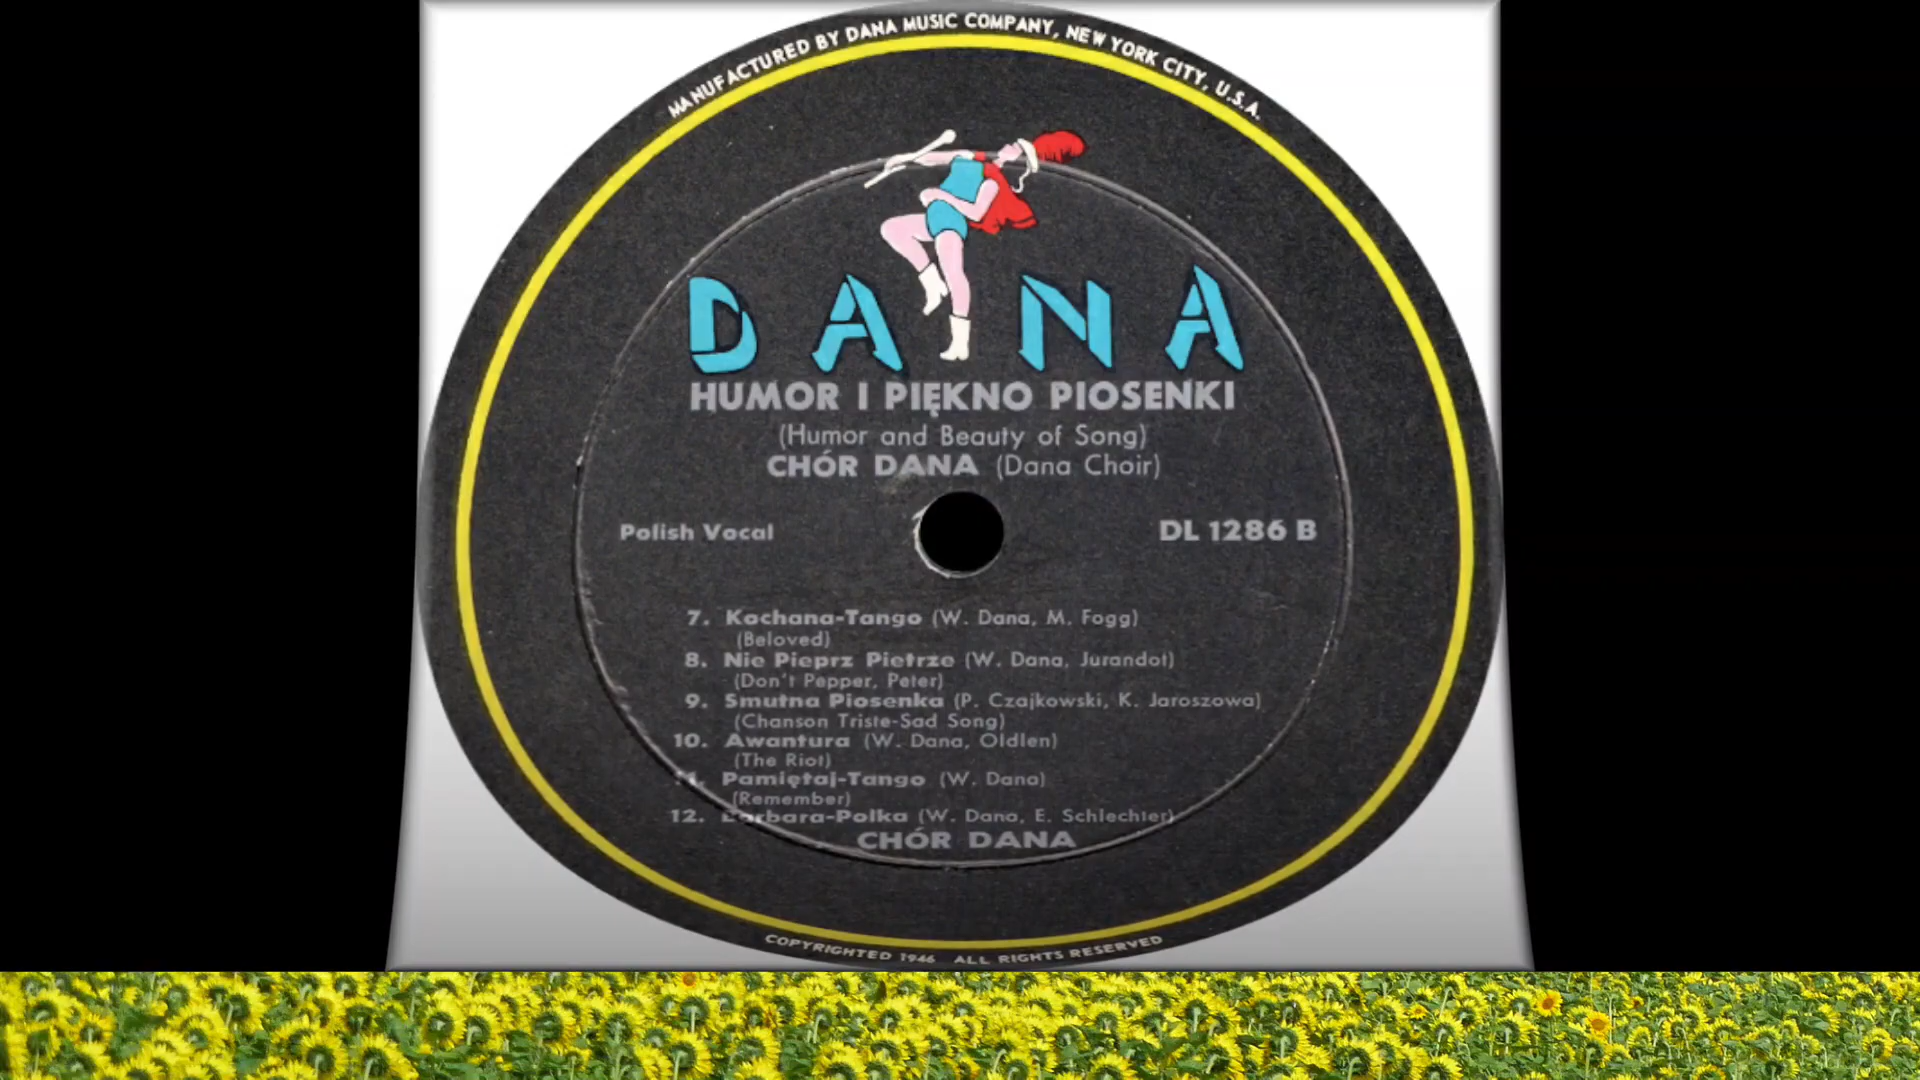 MANUFACTURED BY DANA MUSIC COMPANY, NEW YORK CITY, U.S.A.
DANA
HUMOR I PIĘKNO PIOSENKI
(Humor and Beauty of Song)
CHÓR DANA (Dana Choir)
Polish Vocal
DL 1286 B
7. Kochana-Tango (W. Dana, M. Fogg)
(Beloved)
8. Nie Pieprz Pietrze (W. Dana, Jurandot)
(Don't Pepper, Peter)
9. Smutna Piosenka (P. Czajkowski, K. Jaroszowa)
(Chanson Triste-Sad Song)
10. Awantura (W. Dana, Oldlen)
(The Riot)
11. Pamiętaj-Tango (W. Dana)
(Remember)
12. Barbara-Polka (W. Dana, E. Schlechter)
CHÓR DANA
COPYRIGHTED 1946 ALL RIGHTS RESERVED